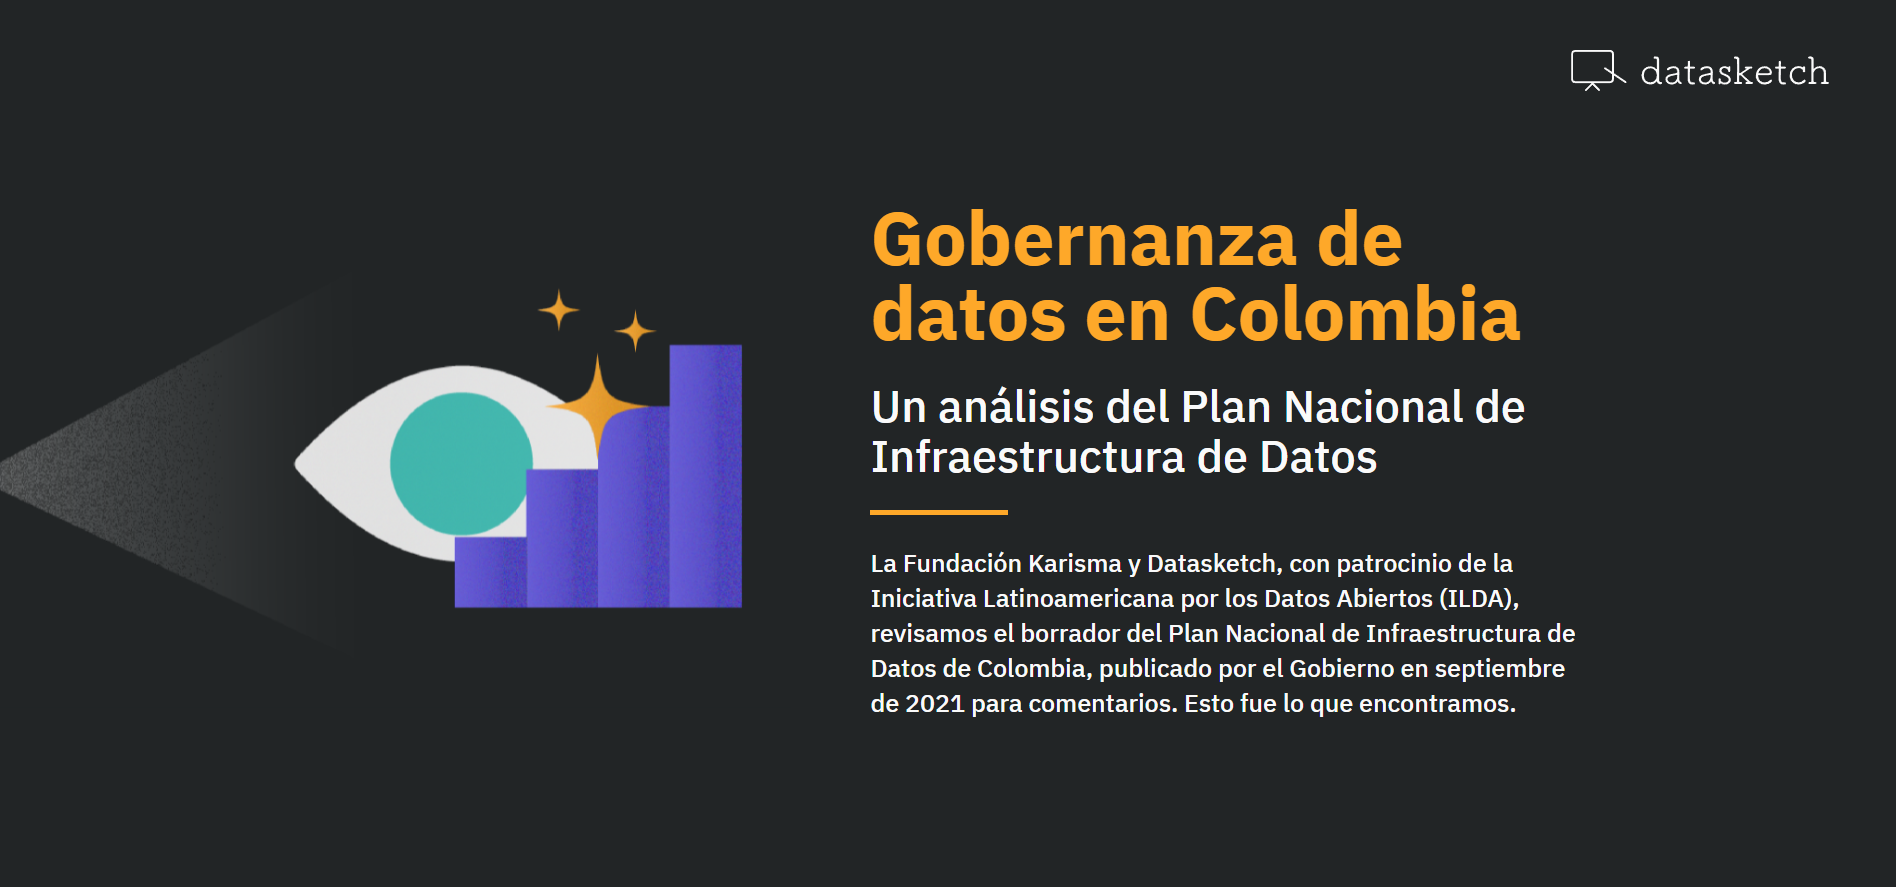 datasketch
Gobernanza de
datos en Colombia
Un análisis del Plan Nacional de
Infraestructura de Datos
La Fundación Karisma y Datasketch, con patrocinio de la
Iniciativa Latinoamericana por los Datos Abiertos (ILDA),
revisamos el borrador del Plan Nacional de Infraestructura de
Datos de Colombia, publicado por el Gobierno en septiembre
de 2021 para comentarios. Esto fue lo que encontramos.